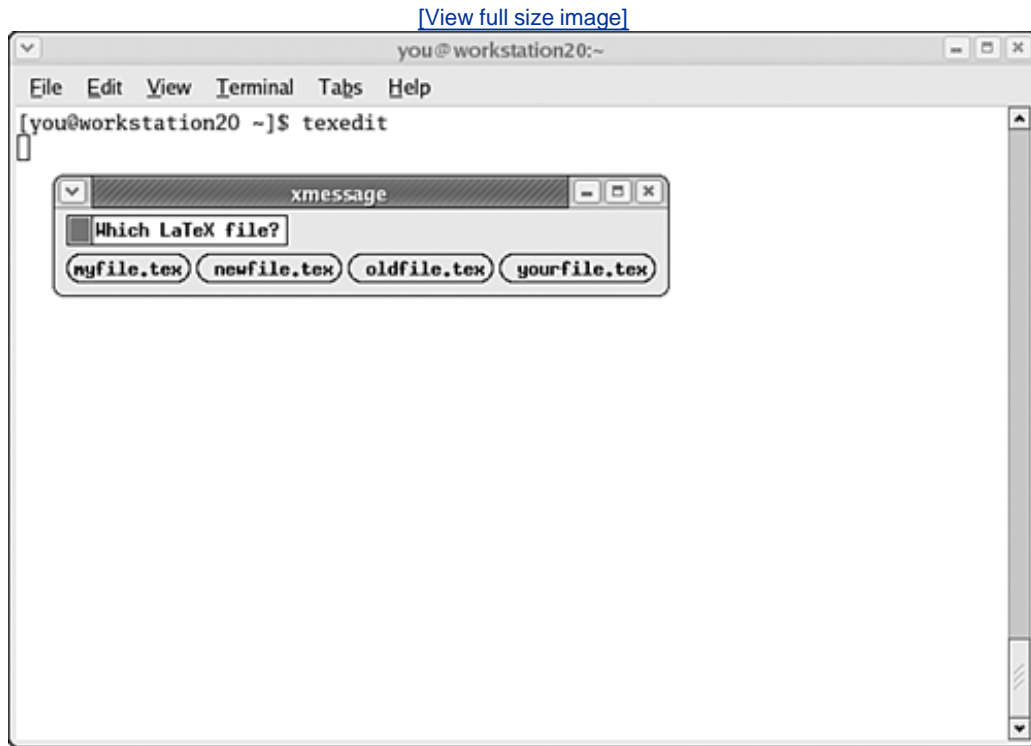 [View full size image]
you@workstation20:~
File Edit View Terminal Tabs Help
[you@workstation20 ~]$ texedit
xmessage
Which LaTeX file?
myfile.tex newfile.tex oldfile.tex yourfile.tex